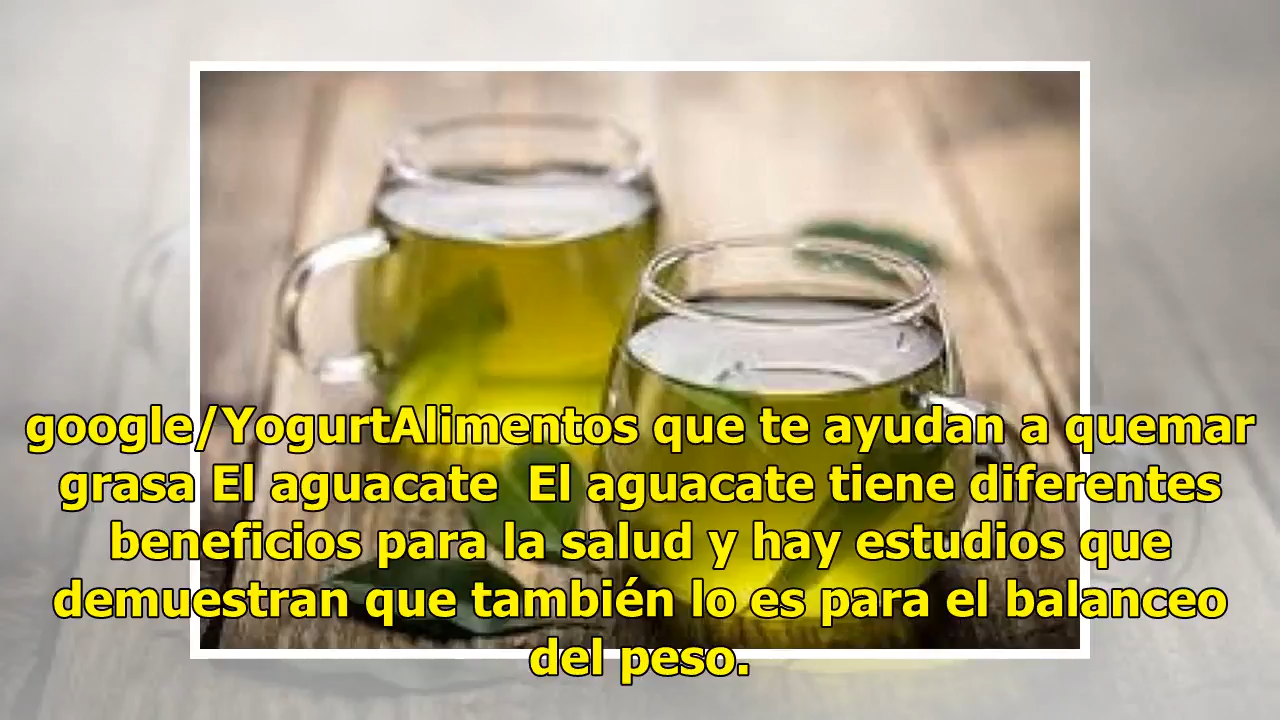 google/YogurtAlimentos que te ayudan a quemar
grasa El aguacate  El aguacate tiene diferentes
beneficios para la salud y hay estudios que
demuestran que también lo es para el balanceo
del peso.